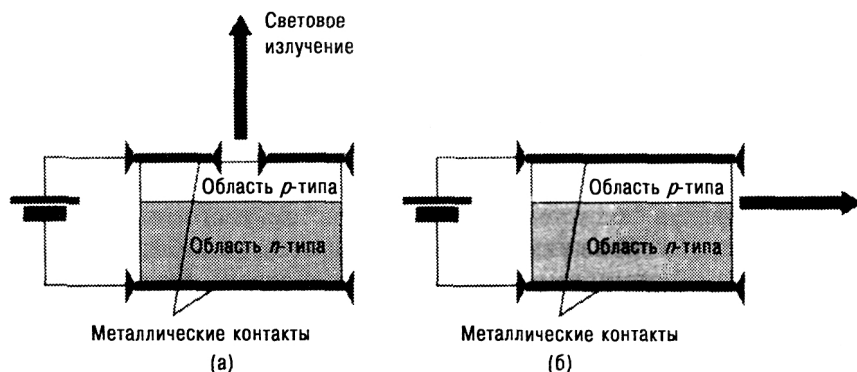 Световое
излучение
Область p-типа
Область n-типа
Металлические контакты
(а)
Область p-типа
Область n-типа
Металлические контакты
(б)